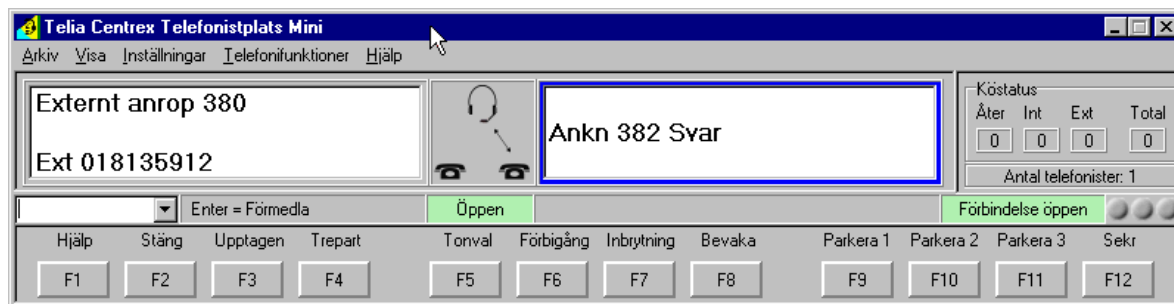 Telia Centrex Telefonistplats Mini
Arkiv Visa Inställningar Telefonifunktioner Hjälp
Externt anrop 380
Ext 018135912
Ankn 382 Svar
Köstatus
Åter Int Ext Total
0 0 0 0
Antal telefonister: 1
Enter = Förmedla Öppen Förbindelse öppen
Hjälp Stäng Upptagen Trepart Tonval Förbigång Inbrytning Bevaka Parkera 1 Parkera 2 Parkera 3 Sekr
F1 F2 F3 F4 F5 F6 F7 F8 F9 F10 F11 F12